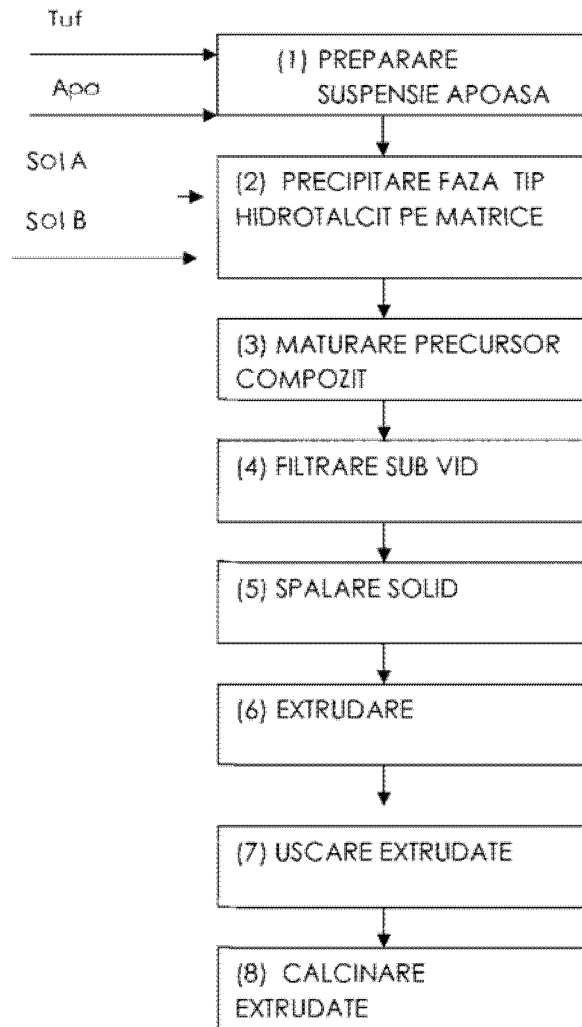 Tuf
(1) PREPARARE
SUSPENSIE APOASA
Apa
Sol A
(2) PRECIPITARE FAZA TIP
HIDROTALCIT PE MATRICE
Sol B
(3) MATURARE PRECURSOR
COMPOZIT
(4) FILTRARE SUB VID
(5) SPALARE SOLID
(6) EXTRUDARE
(7) USCARE EXTRUDATE
(8) CALCINARE
EXTRUDATE